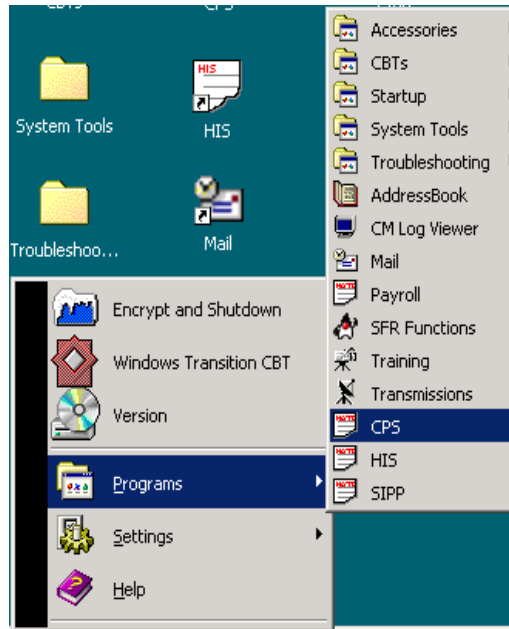 System Tools
HIS
HIS
Troubleshoo...
Mail
Encrypt and Shutdown
Windows Transition CBT
Version
Programs
Settings
Help
Accessories
CBTs
Startup
System Tools
Troubleshooting
AddressBook
CM Log Viewer
Mail
Payroll
SFR Functions
Training
Transmissions
CPS
HIS
SIPP